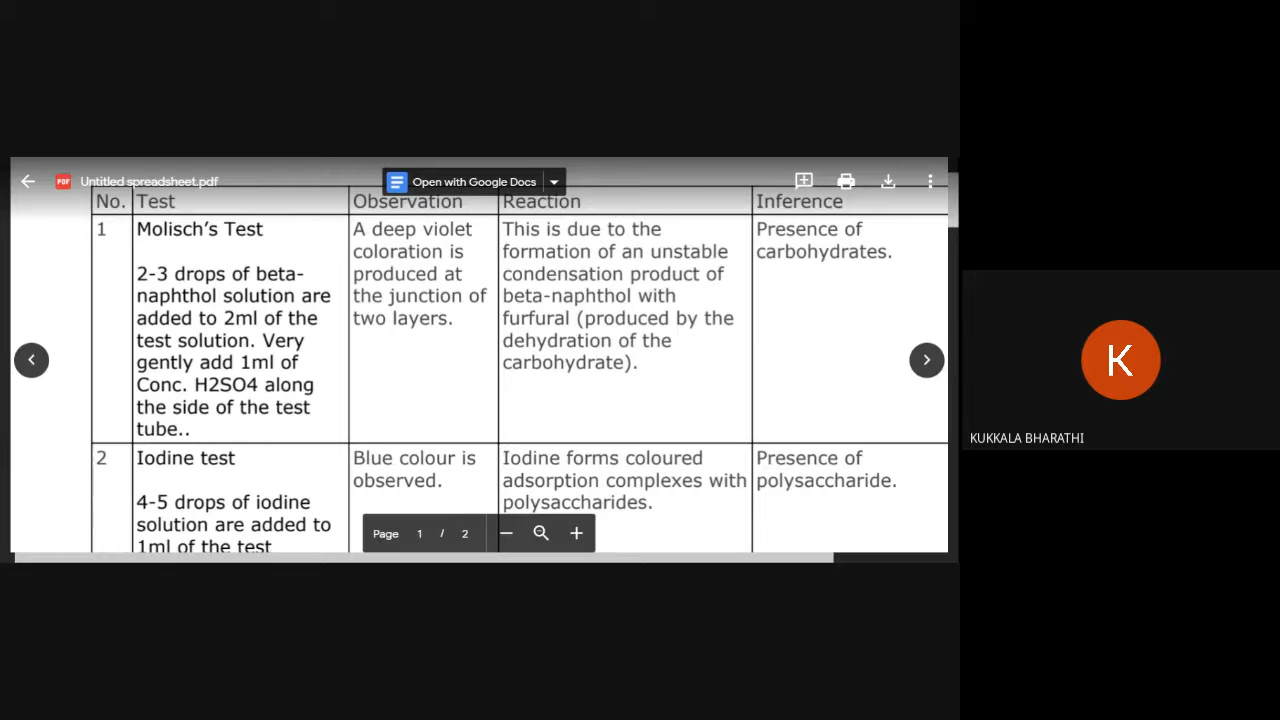 Untitled spreadsheet.pdf
Open with Google Docs
No. Test Observation Reaction Inference
1 Molisch's Test
2-3 drops of beta-
naphthol solution are
added to 2ml of the
test solution. Very
gently add 1ml of
Conc. H2SO4 along
the side of the test
tube..
A deep violet
coloration is
produced at
the junction of
two layers.
This is due to the
formation of an unstable
condensation product of
beta-naphthol with
furfural (produced by the
dehydration of the
carbohydrate).
Presence of
carbohydrates.
2 Iodine test
4-5 drops of iodine
solution are added to
1ml of the test
Blue colour is
observed.
Iodine forms coloured
adsorption complexes with
polysaccharides.
Presence of
polysaccharide.
Page 1 / 2
K
KUKKALA BHARATHI